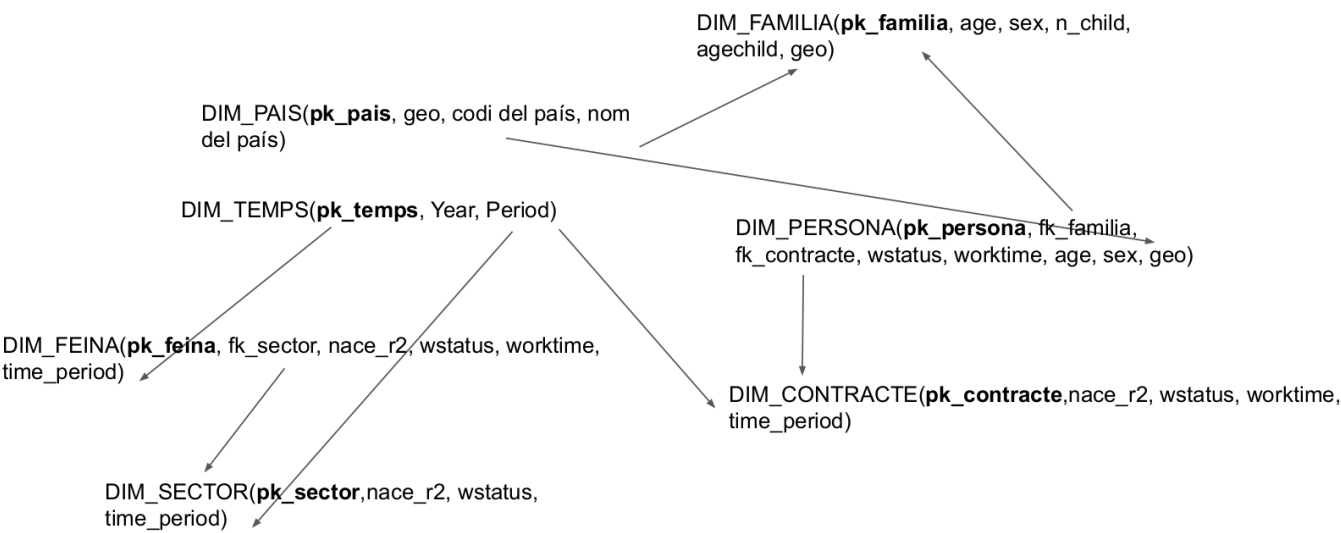 DIM_FAMILIA(pk_familia, age, sex, n_child,
agechild, geo)
DIM_PAIS(pk_pais, geo, codi del país, nom
del país)
DIM_TEMPS(pk_temps, Year, Period)
DIM_PERSONA(pk_persona, fk_familia,
fk_contracte, wstatus, worktime, age, sex, geo)
DIM_FEINA(pk_feina, fk_sector, nace_r2, wstatus, worktime,
time_period)
DIM_CONTRACTE(pk_contracte,nace_r2, wstatus, worktime,
time_period)
DIM_SECTOR(pk_sector,nace_r2, wstatus,
time_period)